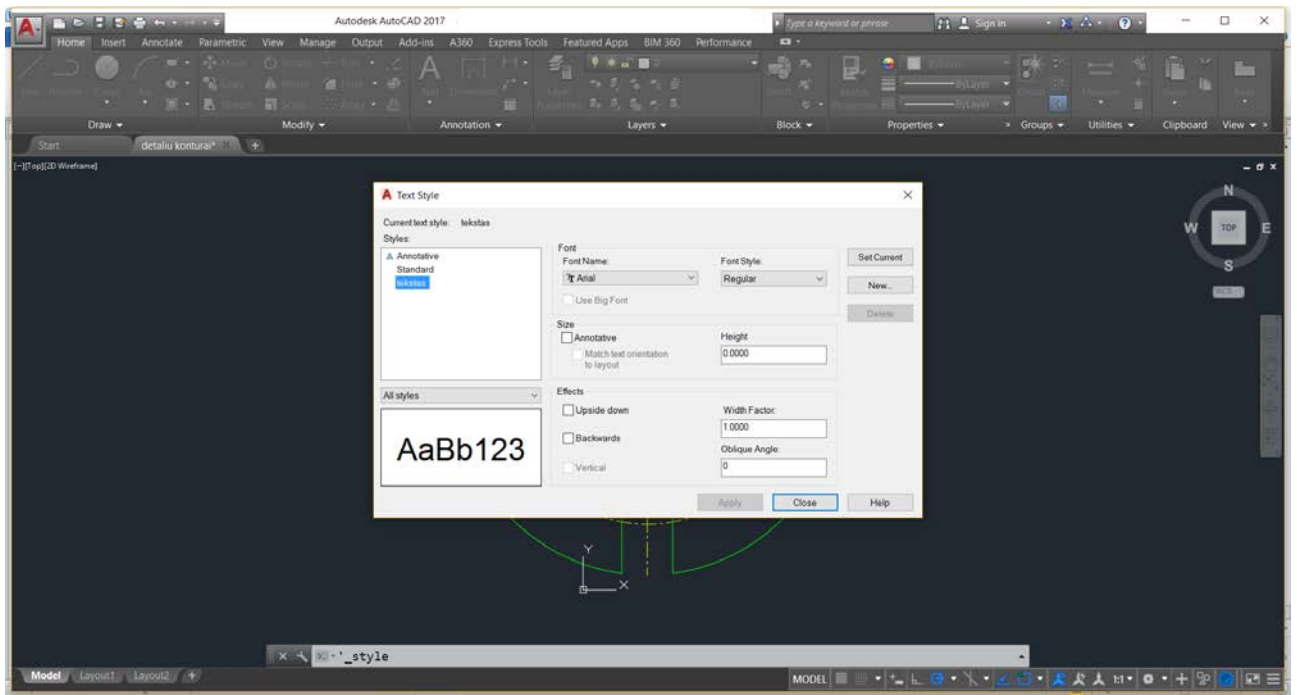 Autodesk AutoCAD 2017
Type a keyword or phrase
Sign In
Home Insert Annotate Parametric View Manage Output Add-ins A360 Express Tools Featured Apps BIM 360 Performance
Draw Modify Annotation Layers Block Properties Groups Utilities Clipboard View
Start detaliu konturai*
[-][Top][2D Wireframe]
N
W TOP E
S
A Text Style
Current text style: tekstas
Styles:
Annotative
Standard
tekstas
All styles
AaBb123
Font
Font Name:
Arial
Use Big Font
Font Style:
Regular
Size
Annotative
Match text orientation
to layout
Height
0.0000
Effects
Upside down
Backwards
Vertical
Width Factor:
1.0000
Oblique Angle:
0
Set Current
New...
Delete
Apply Close Help
Y
X
'_style
Model Layout1 Layout2
MODEL
1:1